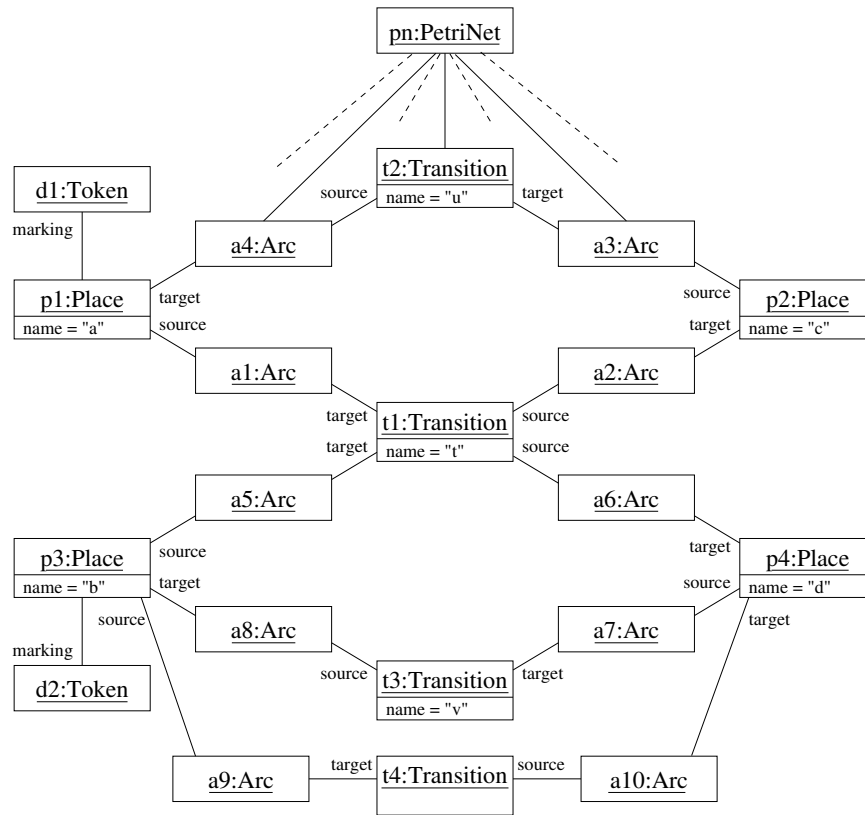 pn:PetriNet
t2:Transition
name = "u"
source
target
d1:Token
marking
a4:Arc
a3:Arc
p1:Place
name = "a"
target
source
source
target
p2:Place
name = "c"
a1:Arc
a2:Arc
target
target
t1:Transition
name = "t"
source
source
a5:Arc
a6:Arc
p3:Place
name = "b"
source
target
target
source
p4:Place
name = "d"
source
target
a8:Arc
a7:Arc
marking
d2:Token
source
t3:Transition
name = "v"
target
a9:Arc
target
t4:Transition
source
a10:Arc